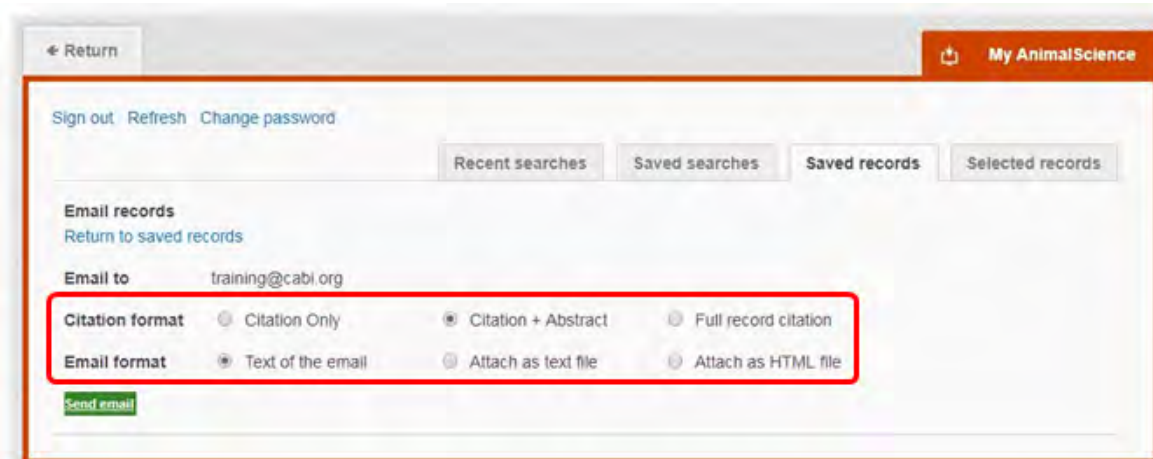 Return
My AnimalScience
Sign out Refresh Change password
Recent searches Saved searches Saved records Selected records
Email records
Return to saved records
Email to training@cabi.org
Citation format Citation Only Citation + Abstract Full record citation
Email format Text of the email Attach as text file Attach as HTML file
Send email